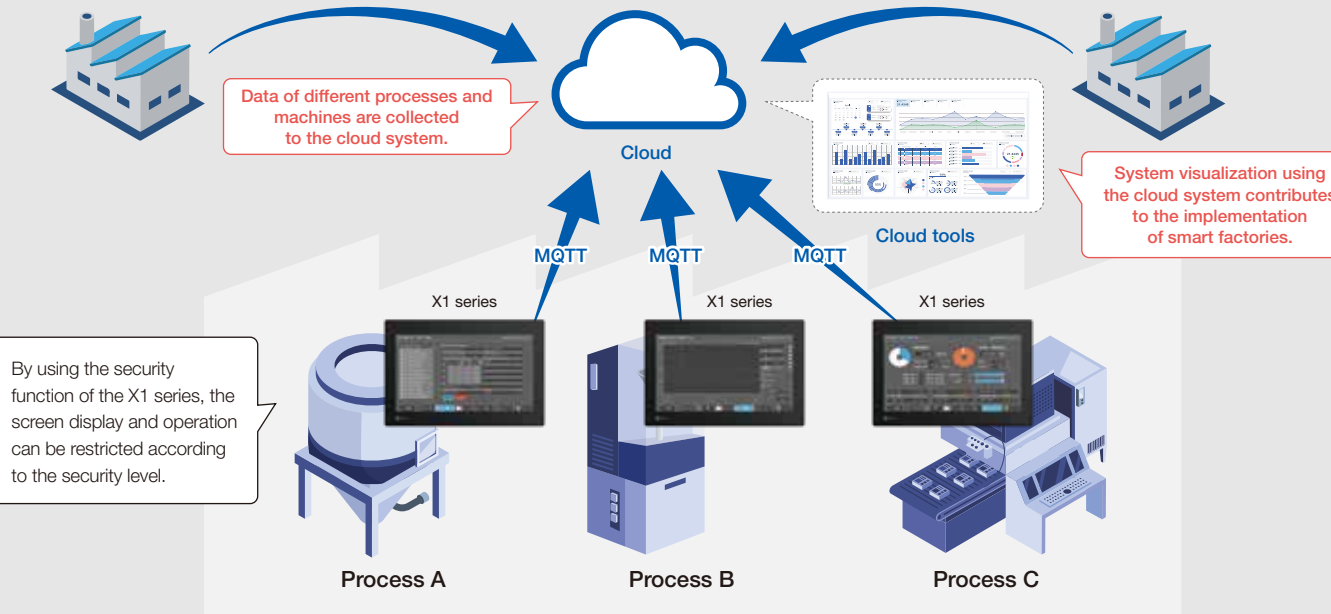 Data of different processes and
machines are collected
to the cloud system.
Cloud
Cloud tools
System visualization using
the cloud system contributes
to the implementation
of smart factories.
MQTT
MQTT
MQTT
X1 series
X1 series
X1 series
By using the security
function of the X1 series, the
screen display and operation
can be restricted according
to the security level.
Process A
Process B
Process C